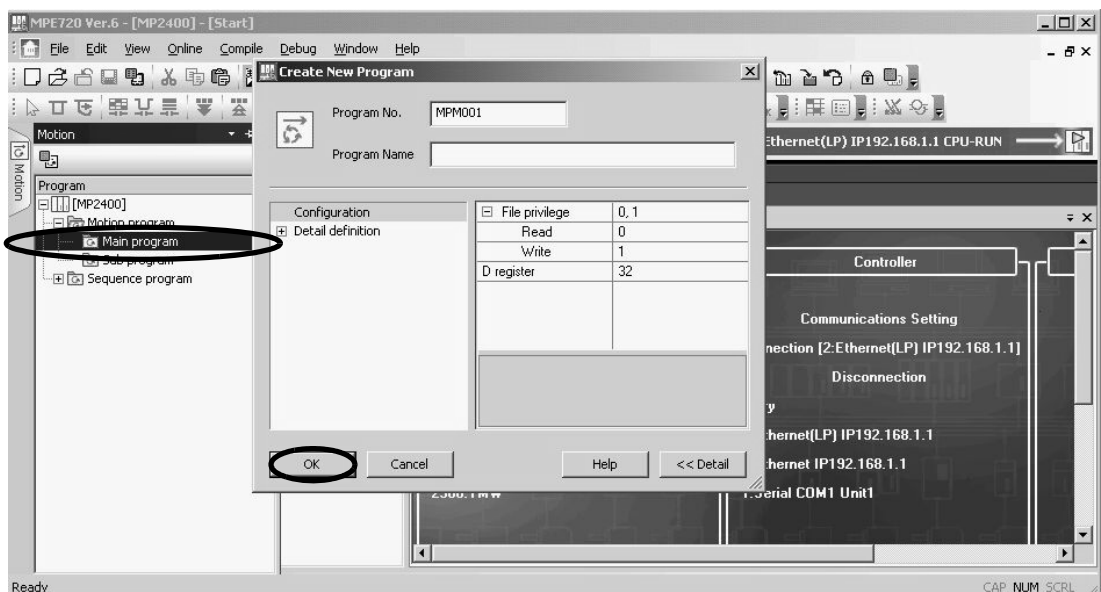 MPE720 Ver.6 - [MP2400] - [Start]
File Edit View Online Compile Debug Window Help
Create New Program
Program No. MPM001
Program Name
Motion
Motion
Program
[MP2400]
Motion program
Main program
Sub program
Sequence program
Configuration
Detail definition
File privilege 0, 1
Read 0
Write 1
D register 32
OK Cancel Help << Detail
Ethernet(LP) IP192.168.1.1 CPU-RUN
Controller
Communications Setting
nection [2:Ethernet(LP) IP192.168.1.1]
Disconnection
ry
hernet(LP) IP192.168.1.1
hernet IP192.168.1.1
1:Serial COM1 Unit1
Ready
CAP NUM SCRL